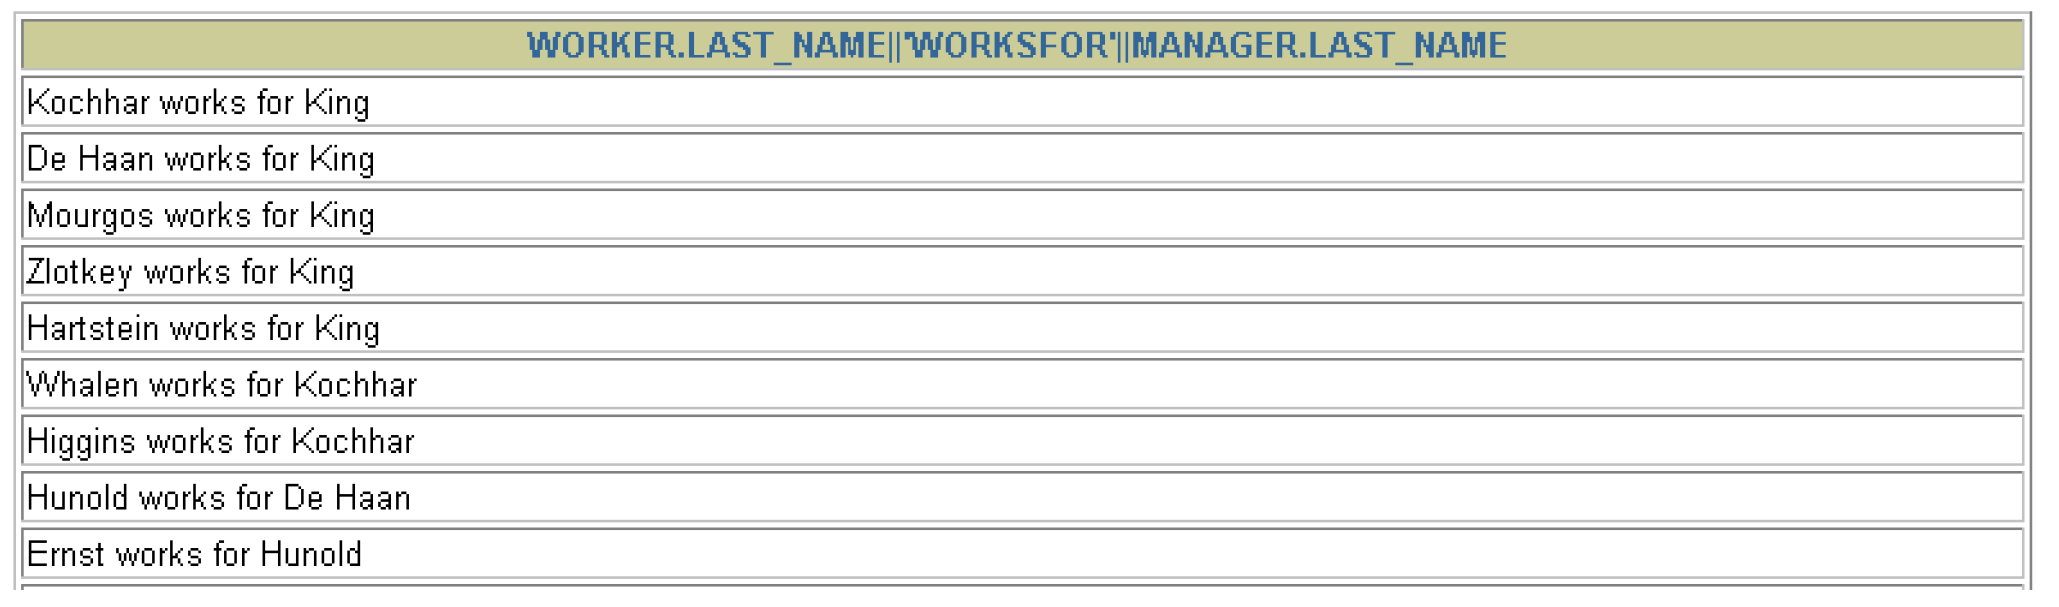 WORKER.LAST_NAME||'WORKSFOR'||MANAGER.LAST_NAME
Kochhar works for King
De Haan works for King
Mourgos works for King
Zlotkey works for King
Hartstein works for King
Whalen works for Kochhar
Higgins works for Kochhar
Hunold works for De Haan
Ernst works for Hunold